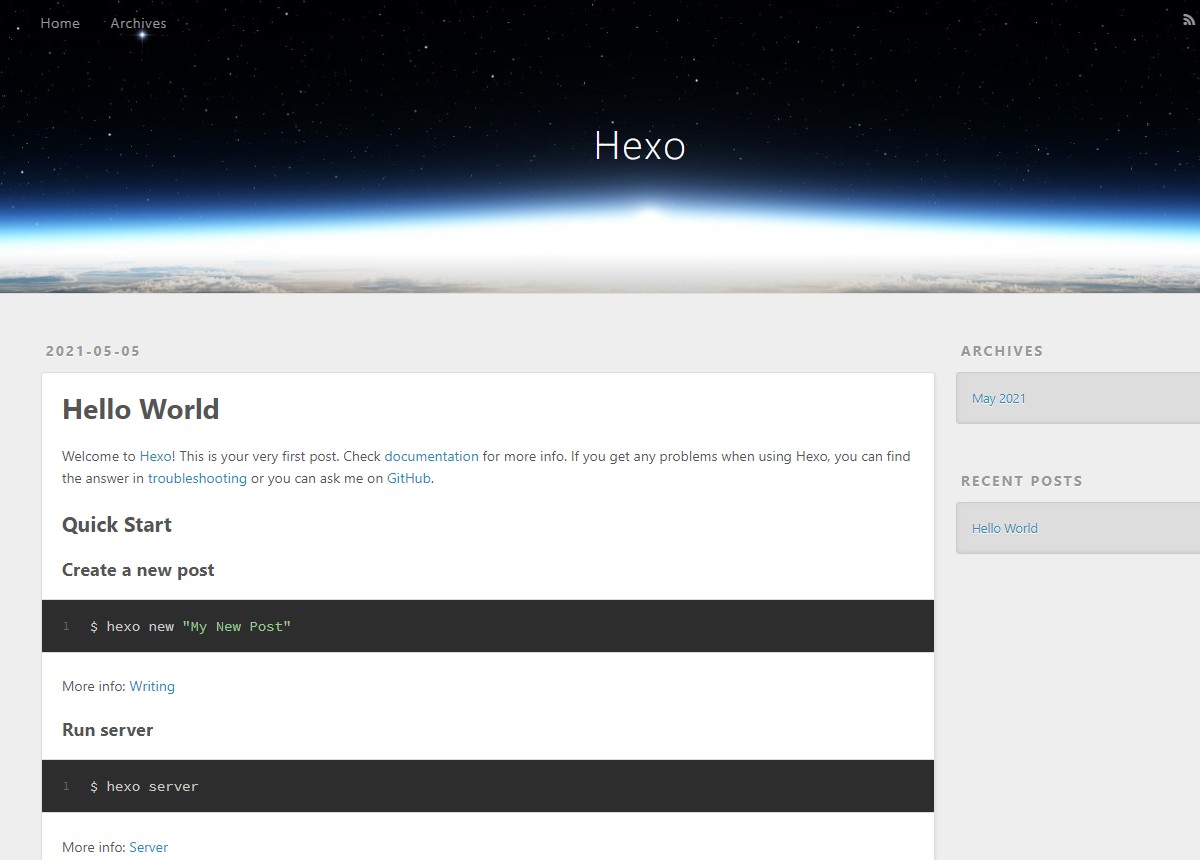 Home Archives
Hexo
2021-05-05
Hello World
Welcome to Hexo! This is your very first post. Check documentation for more info. If you get any problems when using Hexo, you can find
the answer in troubleshooting or you can ask me on GitHub.
Quick Start
Create a new post
1 $ hexo new "My New Post"
More info: Writing
Run server
1 $ hexo server
More info: Server
ARCHIVES
May 2021
RECENT POSTS
Hello World